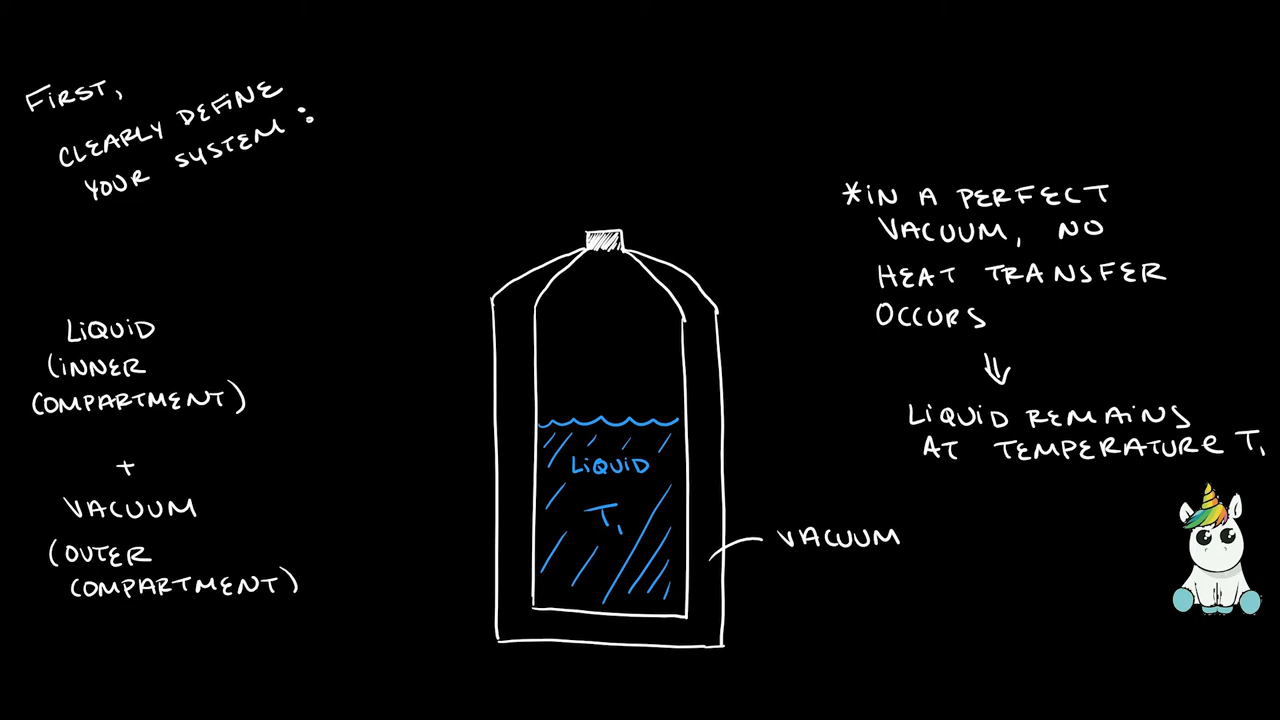 FIRST,
CLEARLY DEFINE
YOUR SYSTEM:
LIQUID
(INNER
COMPARTMENT)
+
VACUUM
(OUTER
COMPARTMENT)
LIQUID
T₁
VACUUM
*IN A PERFECT
VACUUM, NO
HEAT TRANSFER
OCCURS
⇓
LIQUID REMAINS
AT TEMPERATURE T₁